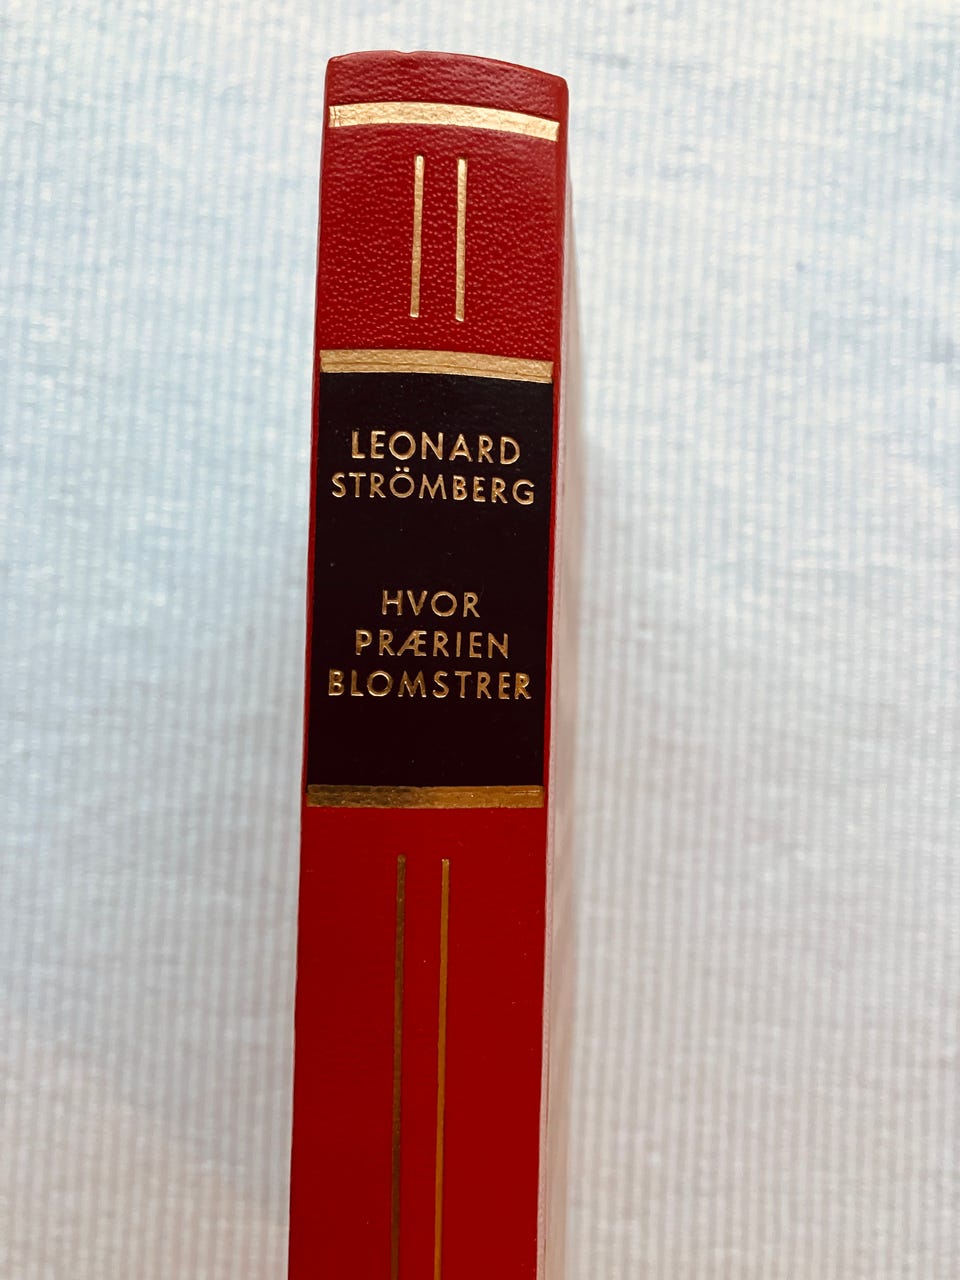 LEONARD
STRÖMBERG
HVOR
PRÆRIEN
BLOMSTRER